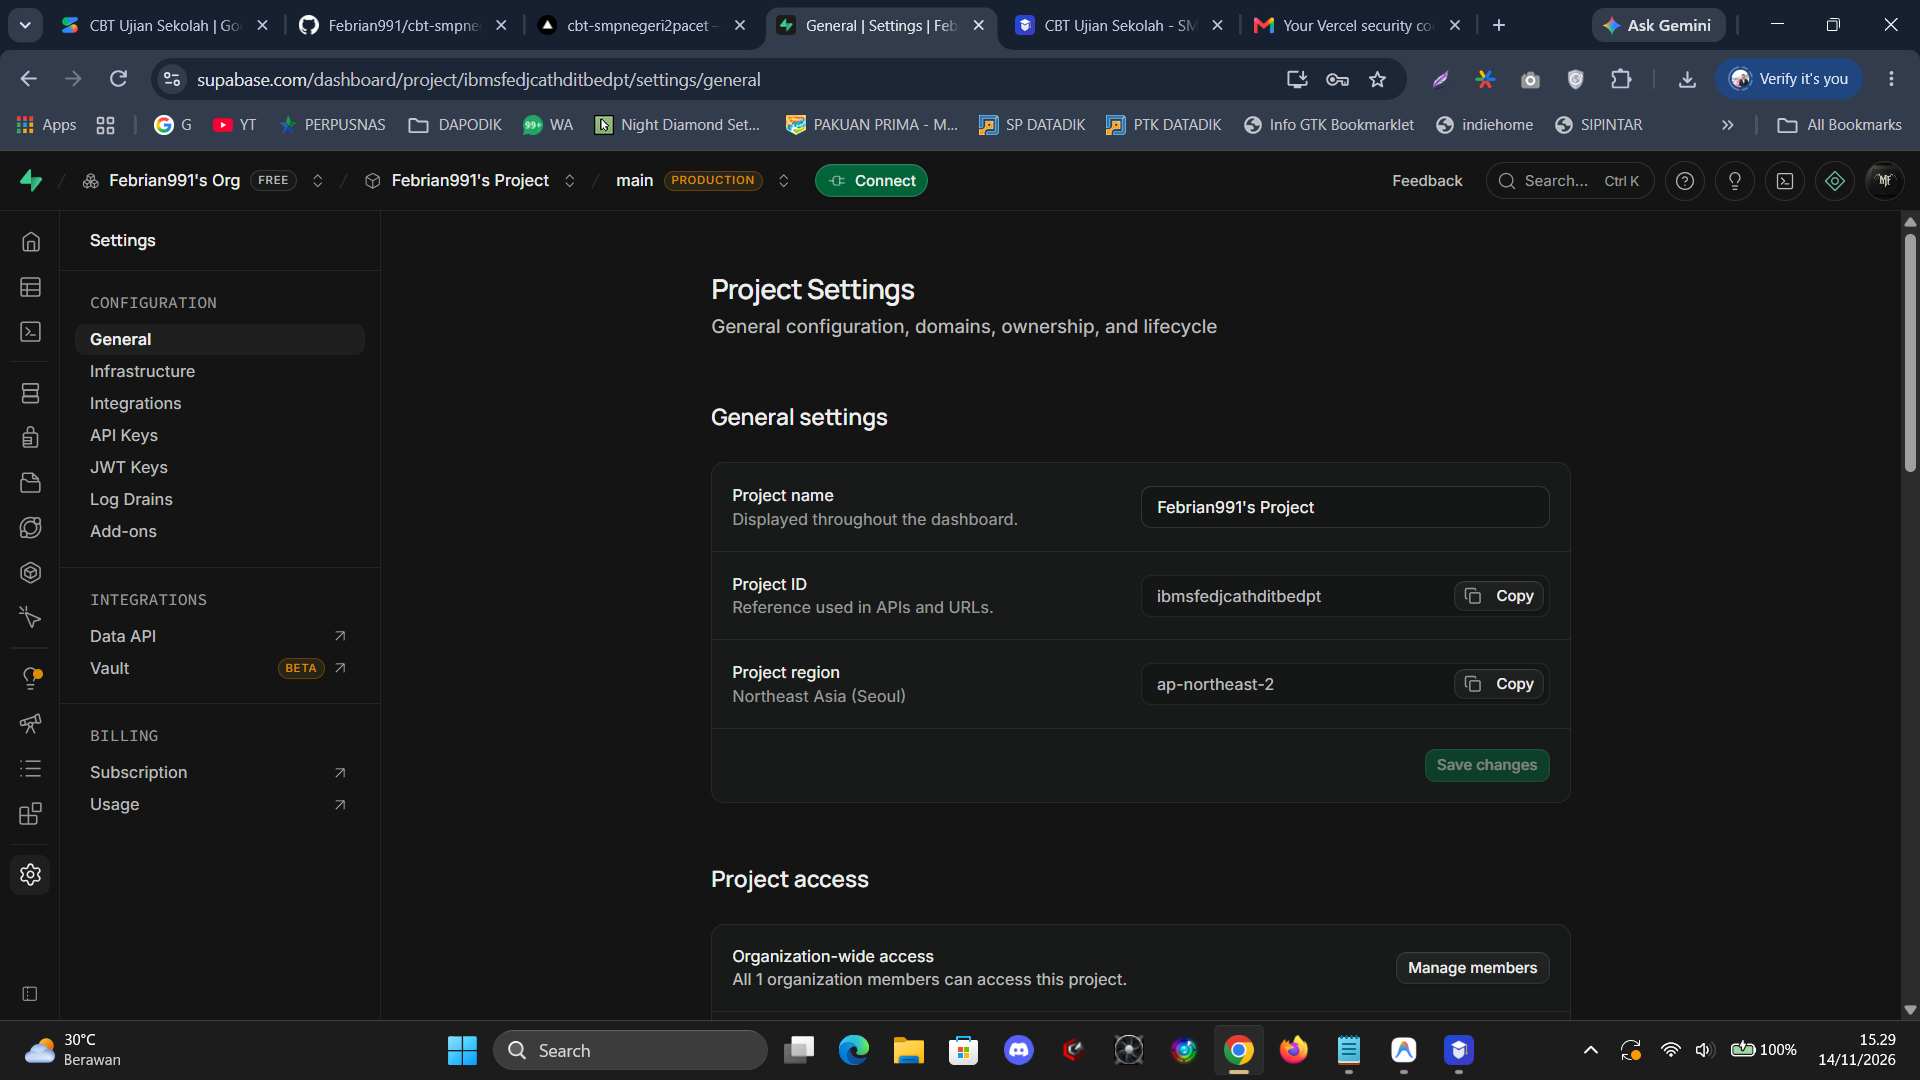 CBT Ujian Sekolah | Go
Febrian991/cbt-smpne
cbt-smpnegeri2pacet -
General | Settings | Feb
CBT Ujian Sekolah - SM
Your Vercel security co
Ask Gemini
supabase.com/dashboard/project/ibmsfedjcathditbedpt/settings/general
Verify it's you
Apps
G
YT
PERPUSNAS
DAPODIK
99+
WA
Night Diamond Set...
PAKUAN PRIMA - M...
SP DATADIK
PTK DATADIK
Info GTK Bookmarklet
indiehome
SIPINTAR
All Bookmarks
Febrian991's Org FREE
Febrian991's Project
main PRODUCTION
Connect
Feedback
Search... Ctrl K
Settings
CONFIGURATION
General
Infrastructure
Integrations
API Keys
JWT Keys
Log Drains
Add-ons
INTEGRATIONS
Data API
Vault BETA
BILLING
Subscription
Usage
Project Settings
General configuration, domains, ownership, and lifecycle
General settings
Project name
Displayed throughout the dashboard.
Febrian991's Project
Project ID
Reference used in APIs and URLs.
ibmsfedjcathditbedpt
Copy
Project region
Northeast Asia (Seoul)
ap-northeast-2
Copy
Save changes
Project access
Organization-wide access
All 1 organization members can access this project.
Manage members
30°C
Berawan
Search
100%
15.29
14/11/2026